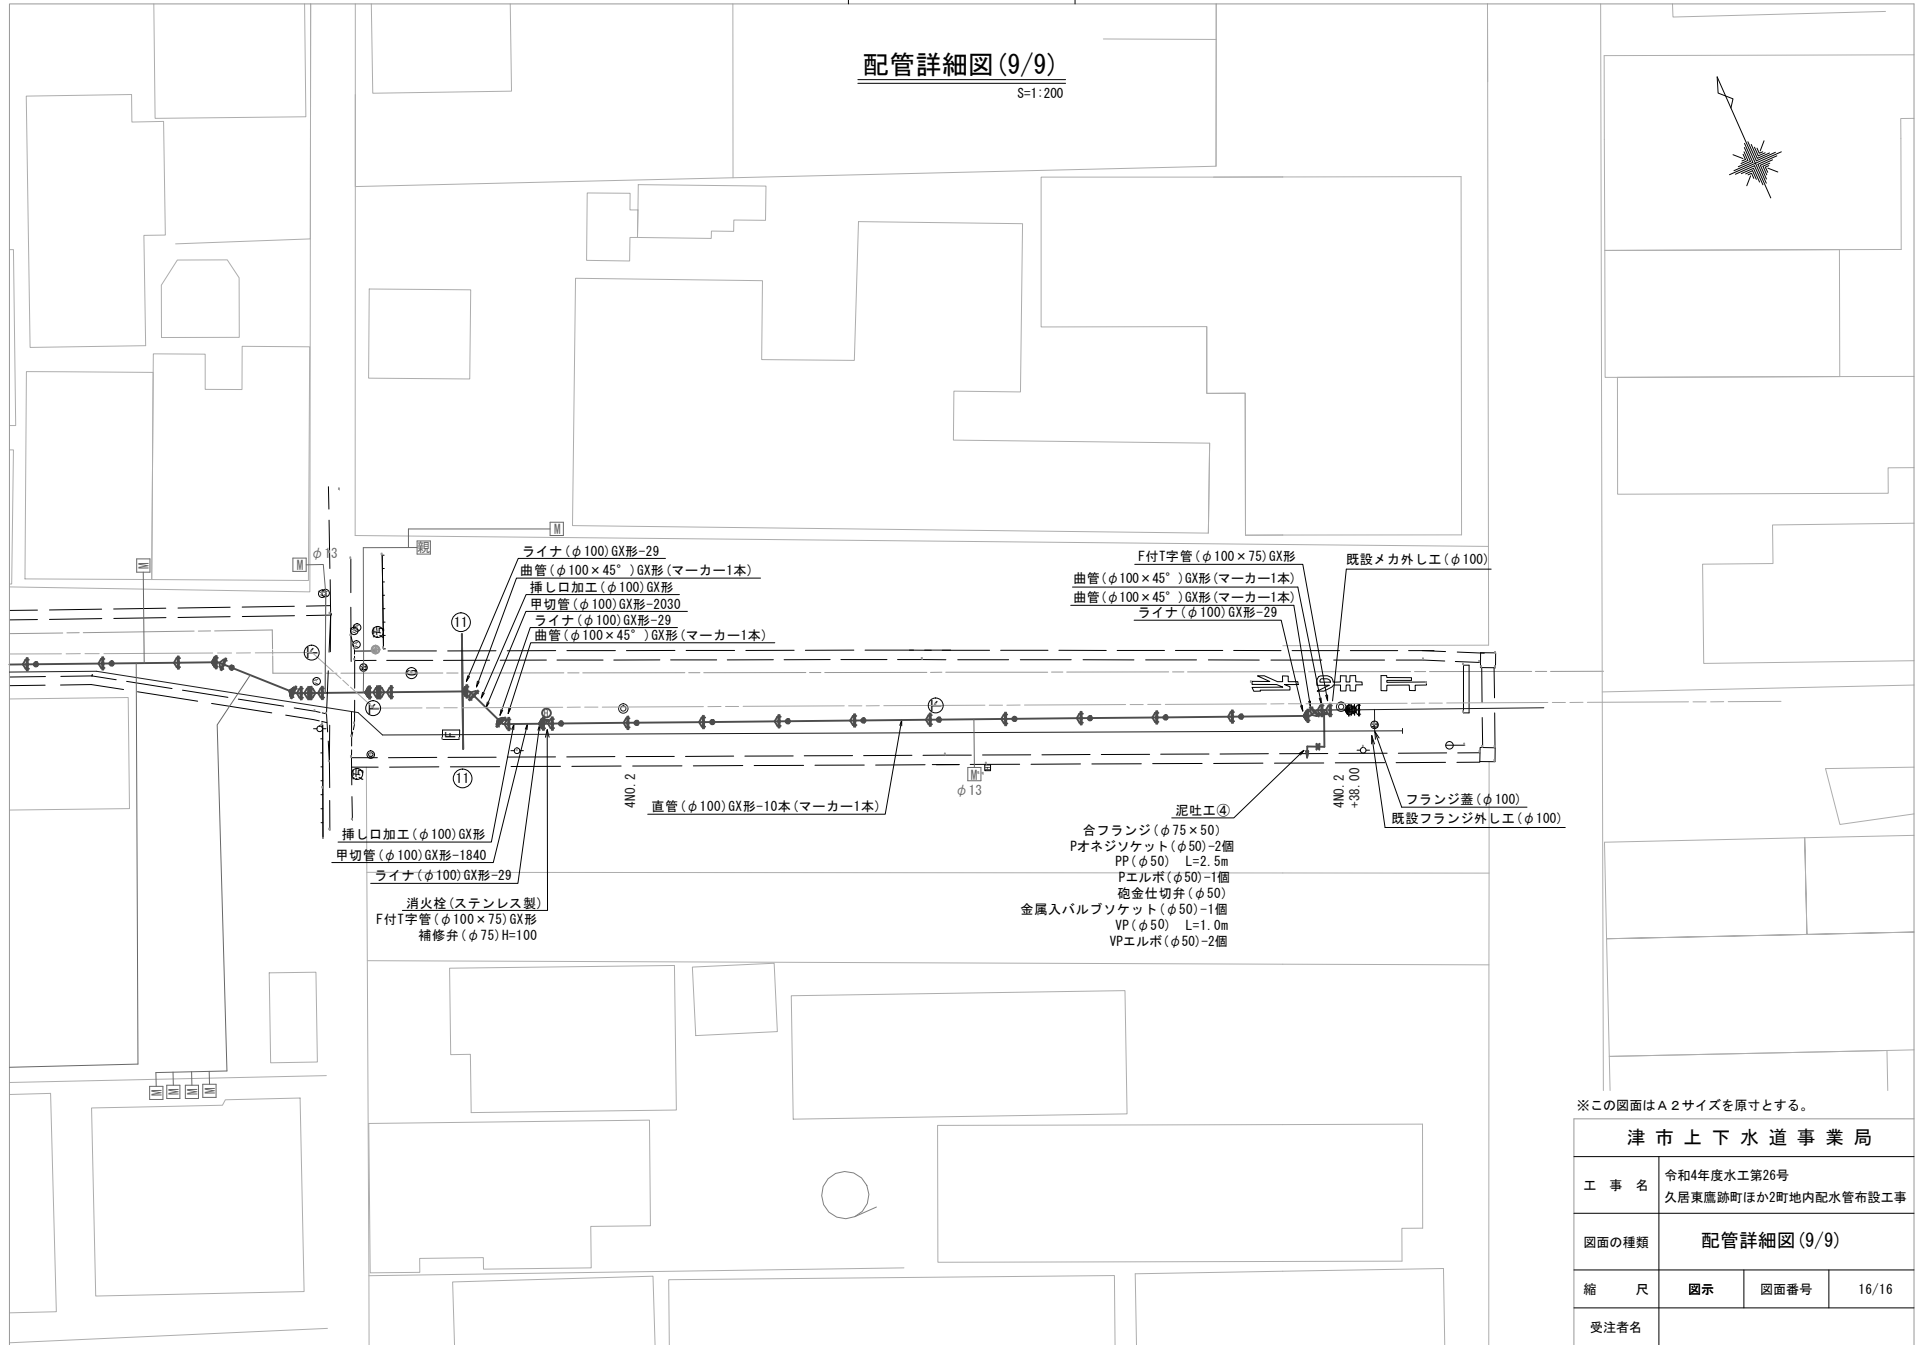 配管詳細図(9/9)
S=1:200
M
親
φ13
M
M
ライナ(φ100)GX形-29
曲管(φ100×45°)GX形(マーカー1本)
挿し口加工(φ100)GX形
甲切管(φ100)GX形-2030
ライナ(φ100)GX形-29
曲管(φ100×45°)GX形(マーカー1本)
F付T字管(φ100×75)GX形
既設メカ外し工(φ100)
曲管(φ100×45°)GX形(マーカー1本)
曲管(φ100×45°)GX形(マーカー1本)
ライナ(φ100)GX形-29
11
11
4NO.2
M
φ13
直管(φ100)GX形-10本(マーカー1本)
4NO.2
+38.00
フランジ蓋(φ100)
既設フランジ外し工(φ100)
挿し口加工(φ100)GX形
甲切管(φ100)GX形-1840
ライナ(φ100)GX形-29
消火栓(ステンレス製)
F付T字管(φ100×75)GX形
補修弁(φ75)H=100
泥吐工④
合フランジ(φ75×50)
Pオネジソケット(φ50)-2個
PP(φ50) L=2.5m
Pエルボ(φ50)-1個
砲金仕切弁(φ50)
金属入バルブソケット(φ50)-1個
VP(φ50) L=1.0m
VPエルボ(φ50)-2個
M M M M
※この図面はA2サイズを原寸とする。
津市上下水道事業局
工事名
令和4年度水工第26号
久居東鷹跡町ほか2町地内配水管布設工事
図面の種類
配管詳細図(9/9)
縮尺 図示 図面番号 16/16
受注者名